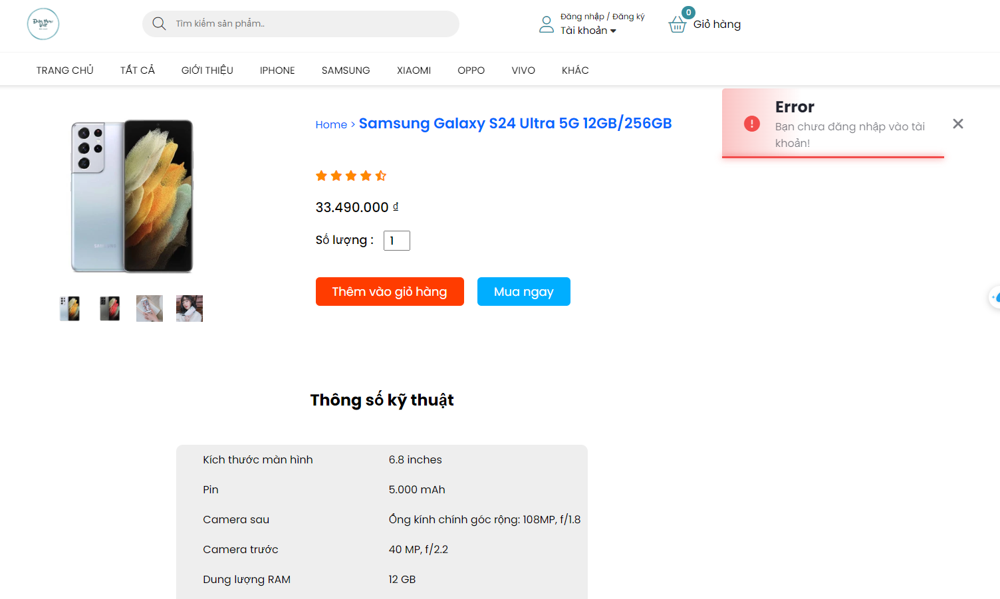 Điện thoại
Việt
Tìm kiếm sản phẩm..
Đăng nhập / Đăng ký
Tài khoản
0
Giỏ hàng
TRANG CHỦ
TẤT CẢ
GIỚI THIỆU
IPHONE
SAMSUNG
XIAOMI
OPPO
VIVO
KHÁC
Error
Bạn chưa đăng nhập vào tài
khoản!
Home > Samsung Galaxy S24 Ultra 5G 12GB/256GB
33.490.000 ₫
Số lượng : 1
Thêm vào giỏ hàng
Mua ngay
SAMSUNG
Thông số kỹ thuật
Kích thước màn hình 6.8 inches
Pin 5.000 mAh
Camera sau Ống kính chính góc rộng: 108MP, f/1.8
Camera trước 40 MP, f/2.2
Dung lượng RAM 12 GB